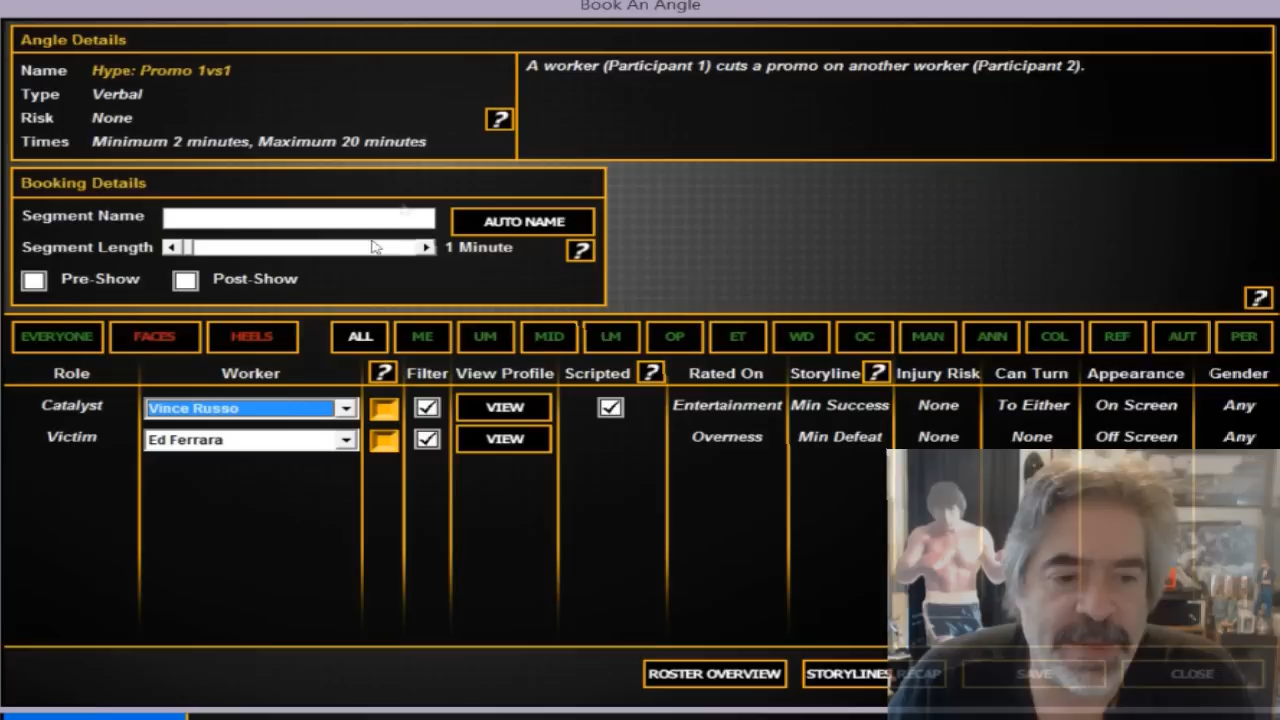 Book An Angle
Angle Details
Name Hype: Promo 1vs1
Type Verbal
Risk None
Times Minimum 2 minutes, Maximum 20 minutes
?
A worker (Participant 1) cuts a promo on another worker (Participant 2).
Booking Details
Segment Name AUTO NAME
Segment Length 1 Minute ?
Pre-Show Post-Show
?
EVERYONE FACES HEELS ALL ME UM MID LM OP ET WD OC MAN ANN COL REF AUT PER
Role Worker ? Filter View Profile Scripted ? Rated On Storyline ? Injury Risk Can Turn Appearance Gender
Catalyst Vince Russo VIEW Entertainment Min Success None To Either On Screen Any
Victim Ed Ferrara VIEW Overness Min Defeat None None Off Screen Any
ROSTER OVERVIEW STORYLINES RECAP SAVE CLOSE